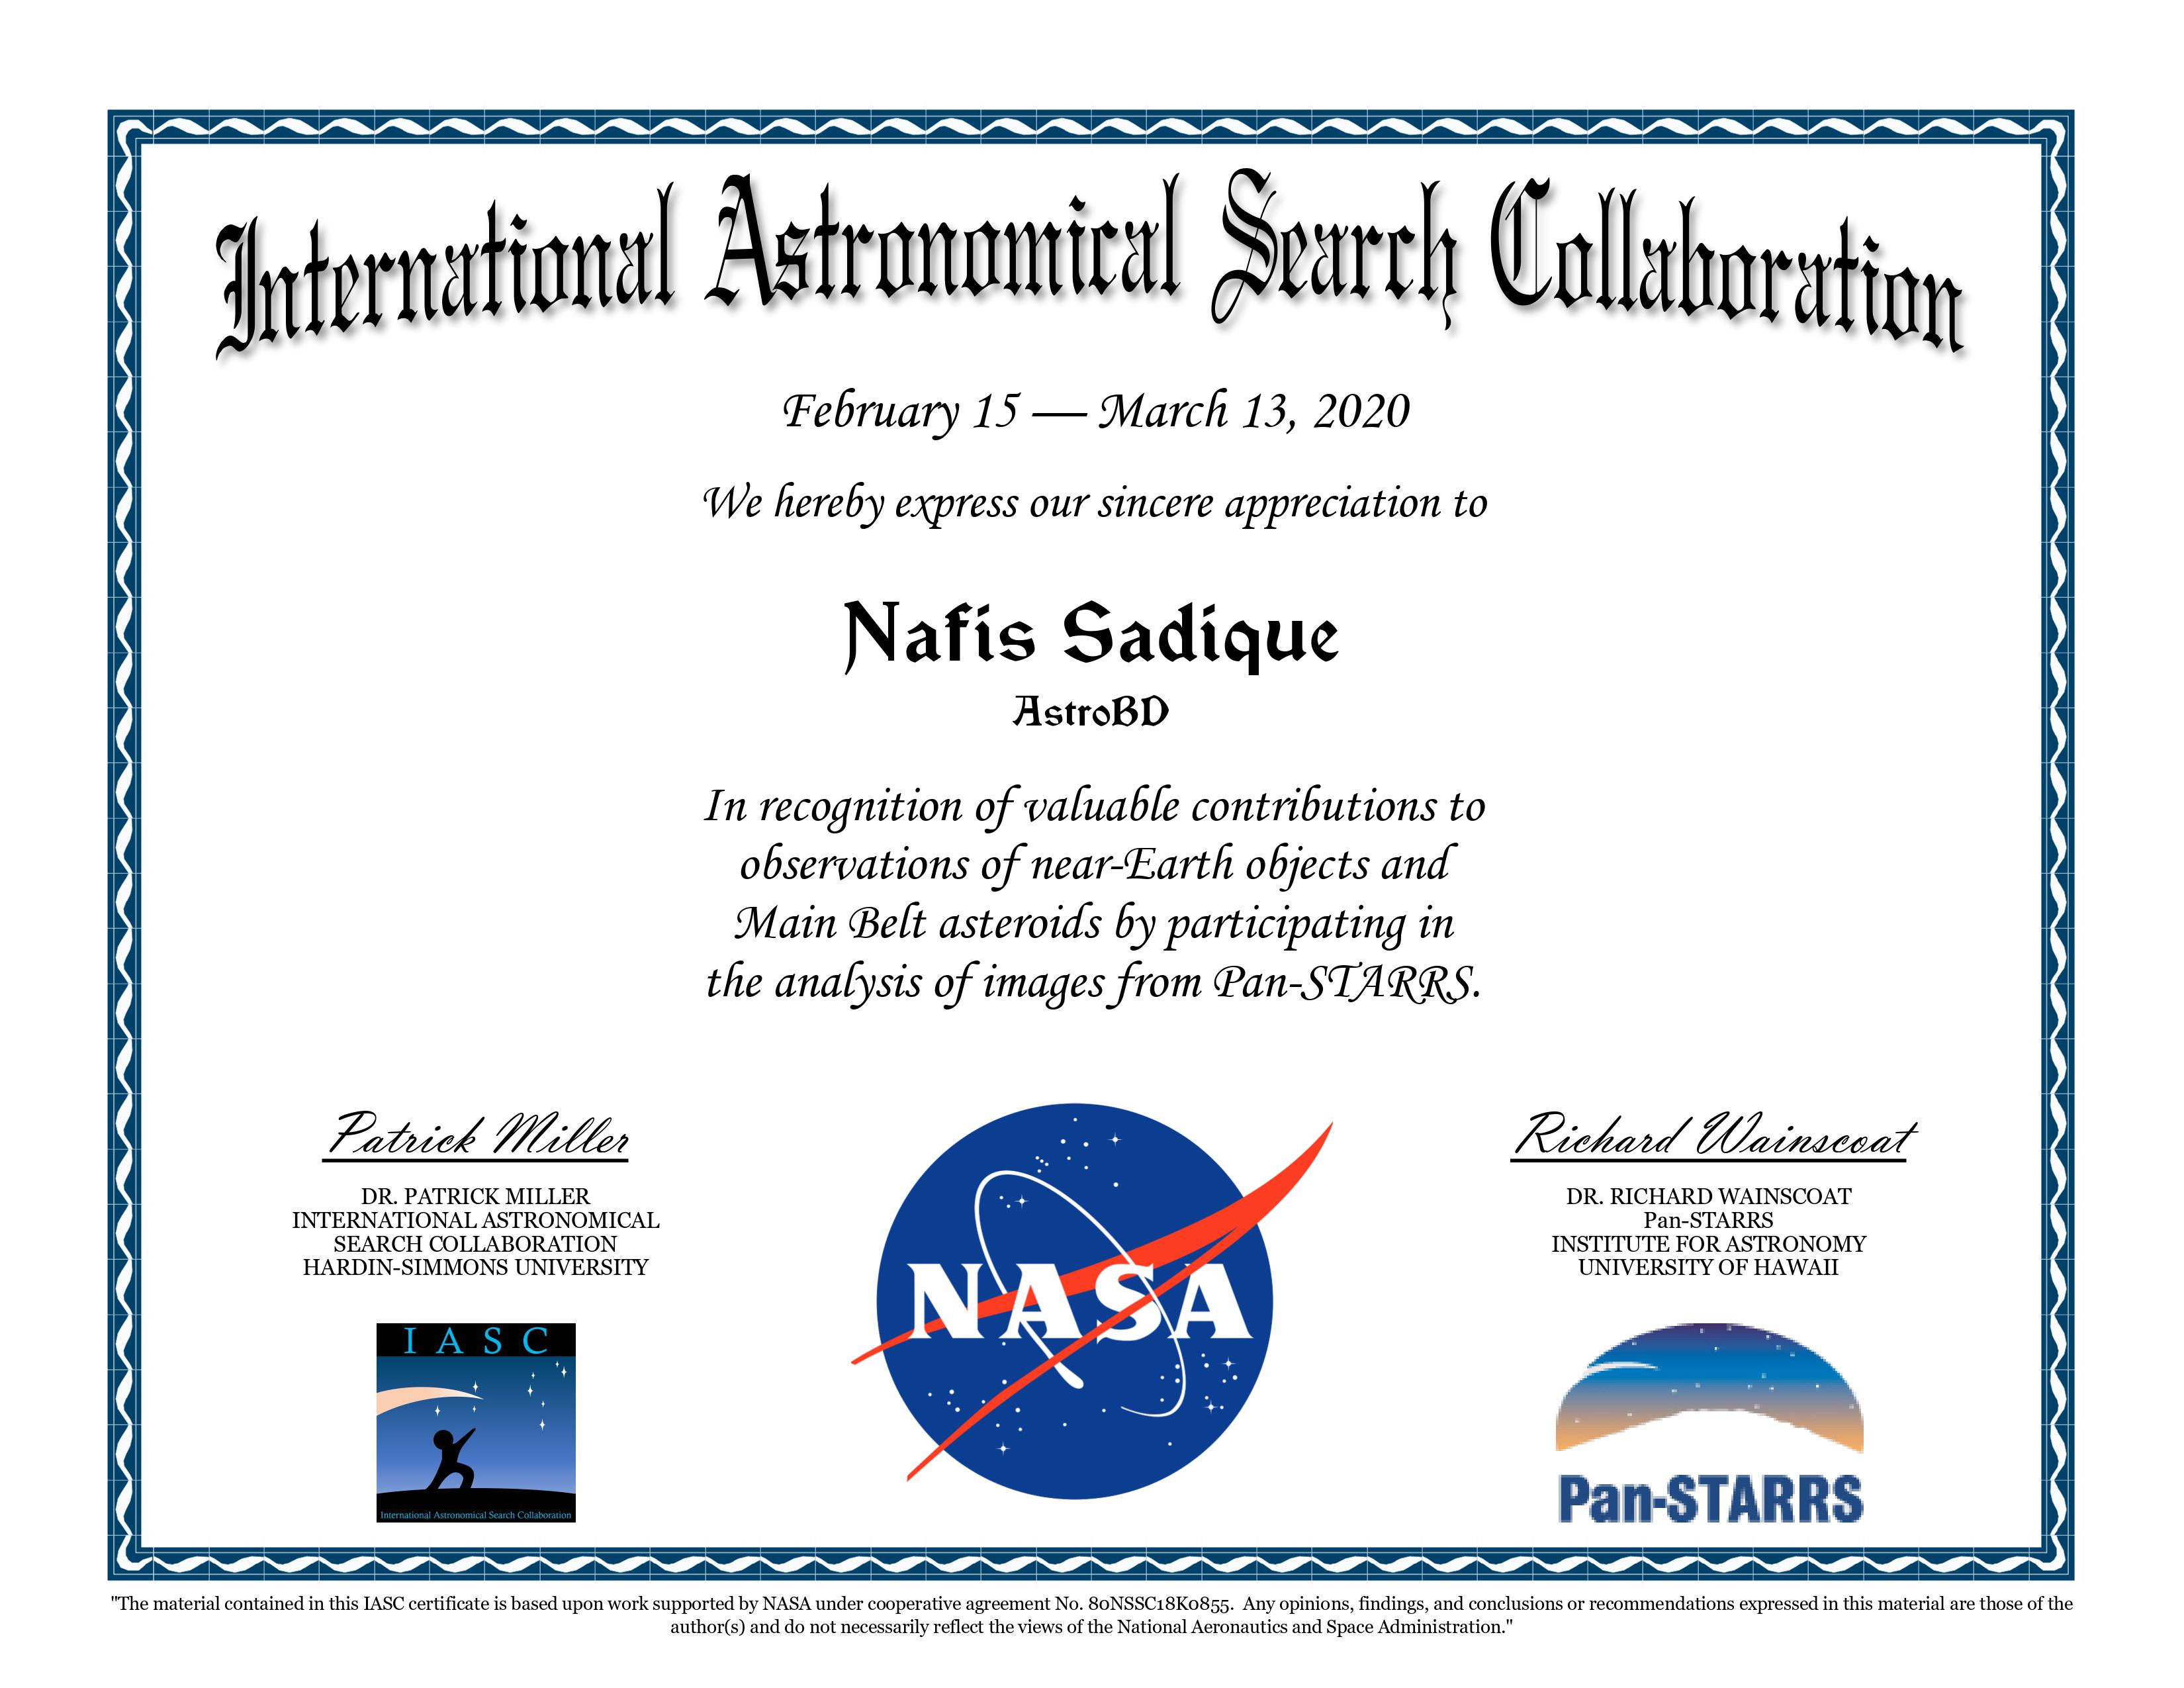 International Astronomical Search Collaboration
February 15 — March 13, 2020
We hereby express our sincere appreciation to
Nafis Sadique
AstroBD
In recognition of valuable contributions to
observations of near-Earth objects and
Main Belt asteroids by participating in
the analysis of images from Pan-STARRS.
Patrick Miller
DR. PATRICK MILLER
INTERNATIONAL ASTRONOMICAL
SEARCH COLLABORATION
HARDIN-SIMMONS UNIVERSITY
IASC
International Astronomical Search Collaboration
NASA
Richard Wainscoat
DR. RICHARD WAINSCOAT
Pan-STARRS
INSTITUTE FOR ASTRONOMY
UNIVERSITY OF HAWAII
Pan-STARRS
"The material contained in this IASC certificate is based upon work supported by NASA under cooperative agreement No. 80NSSC18K0855.  Any opinions, findings, and conclusions or recommendations expressed in this material are those of the
author(s) and do not necessarily reflect the views of the National Aeronautics and Space Administration."